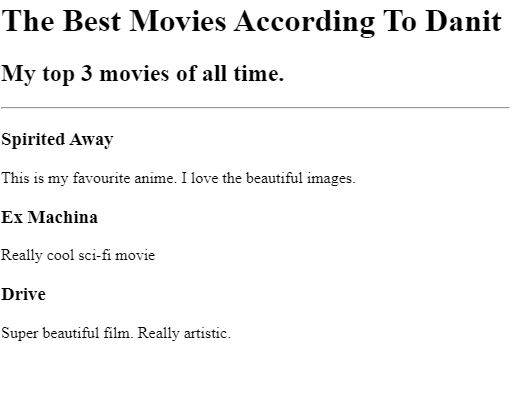 The Best Movies According To Danit
My top 3 movies of all time.
Spirited Away
This is my favourite anime. I love the beautiful images.
Ex Machina
Really cool sci-fi movie
Drive
Super beautiful film. Really artistic.